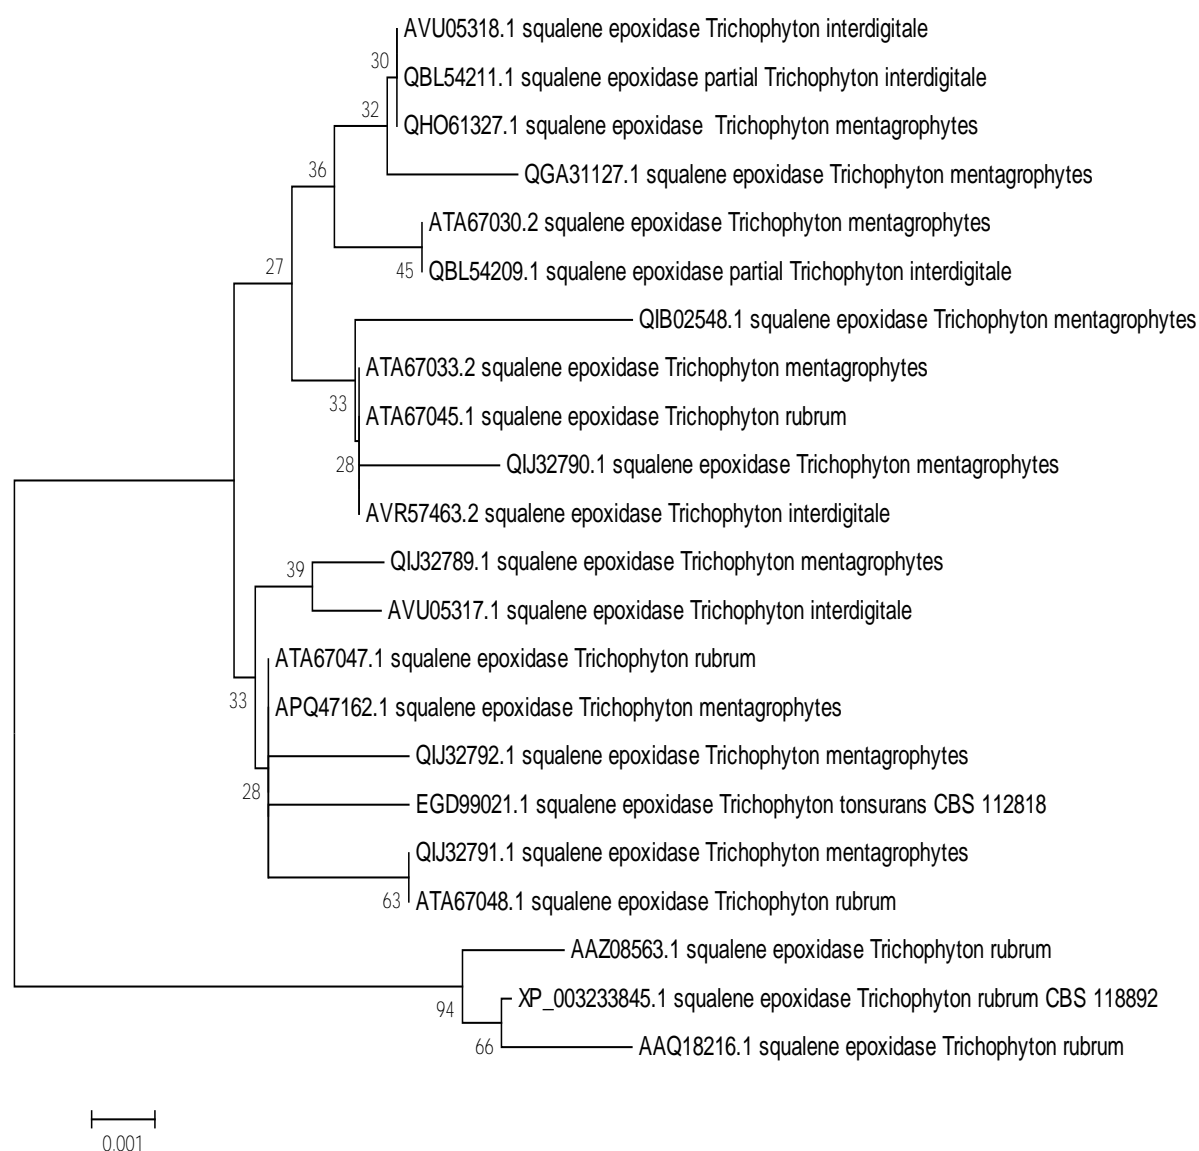 AVU05318.1 squalene epoxidase Trichophyton interdigitale
30
QBL54211.1 squalene epoxidase partial Trichophyton interdigitale
32
QHO61327.1 squalene epoxidase Trichophyton mentagrophytes
36
QGA31127.1 squalene epoxidase Trichophyton mentagrophytes
ATA67030.2 squalene epoxidase Trichophyton mentagrophytes
27
45
QBL54209.1 squalene epoxidase partial Trichophyton interdigitale
QIB02548.1 squalene epoxidase Trichophyton mentagrophytes
ATA67033.2 squalene epoxidase Trichophyton mentagrophytes
33
ATA67045.1 squalene epoxidase Trichophyton rubrum
28
QIJ32790.1 squalene epoxidase Trichophyton mentagrophytes
AVR57463.2 squalene epoxidase Trichophyton interdigitale
39
QIJ32789.1 squalene epoxidase Trichophyton mentagrophytes
AVU05317.1 squalene epoxidase Trichophyton interdigitale
ATA67047.1 squalene epoxidase Trichophyton rubrum
33
APQ47162.1 squalene epoxidase Trichophyton mentagrophytes
QIJ32792.1 squalene epoxidase Trichophyton mentagrophytes
28
EGD99021.1 squalene epoxidase Trichophyton tonsurans CBS 112818
QIJ32791.1 squalene epoxidase Trichophyton mentagrophytes
63
ATA67048.1 squalene epoxidase Trichophyton rubrum
AAZ08563.1 squalene epoxidase Trichophyton rubrum
94
XP_003233845.1 squalene epoxidase Trichophyton rubrum CBS 118892
66
AAQ18216.1 squalene epoxidase Trichophyton rubrum
0.001